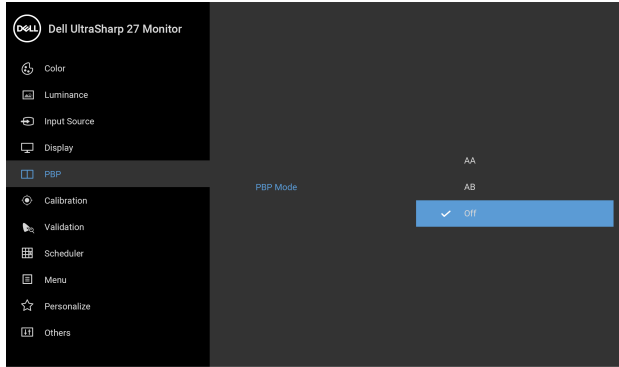 DELL Dell UltraSharp 27 Monitor
Color
Luminance
Input Source
Display
PBP
Calibration
Validation
Scheduler
Menu
Personalize
Others
PBP Mode
AA
AB
Off